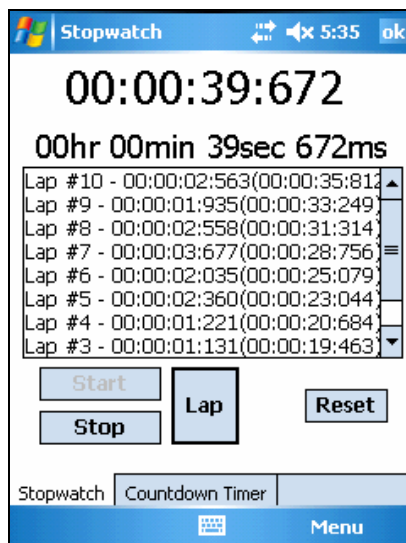 Stopwatch 5:35 ok
00:00:39:672
00hr 00min 39sec 672ms
Lap #10 - 00:00:02:563(00:00:35:812
Lap #9 - 00:00:01:935(00:00:33:249)
Lap #8 - 00:00:02:558(00:00:31:314)
Lap #7 - 00:00:03:677(00:00:28:756)
Lap #6 - 00:00:02:035(00:00:25:079)
Lap #5 - 00:00:02:360(00:00:23:044)
Lap #4 - 00:00:01:221(00:00:20:684)
Lap #3 - 00:00:01:131(00:00:19:463)
Start
Lap
Reset
Stop
Stopwatch Countdown Timer
Menu